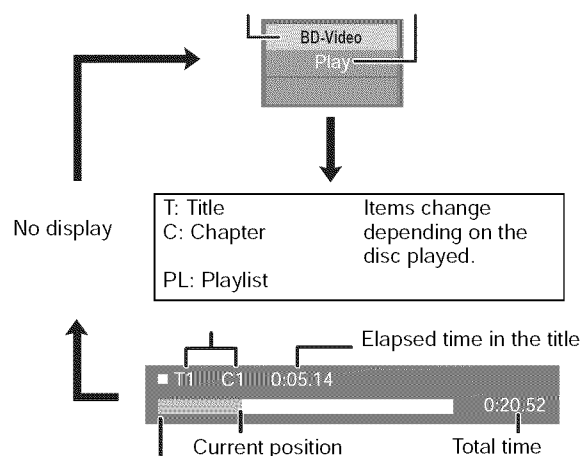 BD-Video
Play
No display
T: Title
C: Chapter
PL: Playlist
Items change
depending on the
disc played.
Elapsed time in the title
T1 C1 0:05.14
0:20.52
Current position
Total time